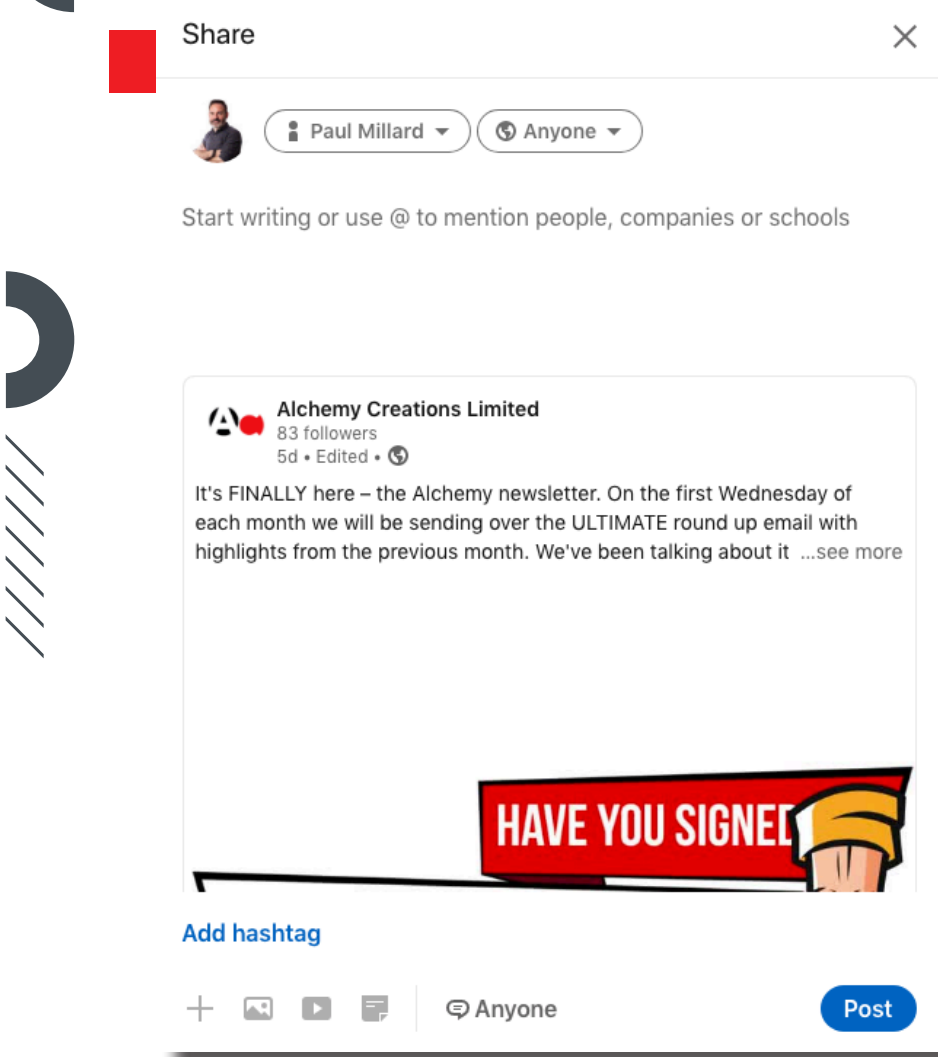 Share
Paul Millard
Anyone
Start writing or use @ to mention people, companies or schools
Alchemy Creations Limited
83 followers
5d • Edited •
It's FINALLY here – the Alchemy newsletter. On the first Wednesday of
each month we will be sending over the ULTIMATE round up email with
highlights from the previous month. We've been talking about it ...see more
HAVE YOU SIGNED
Add hashtag
Anyone
Post